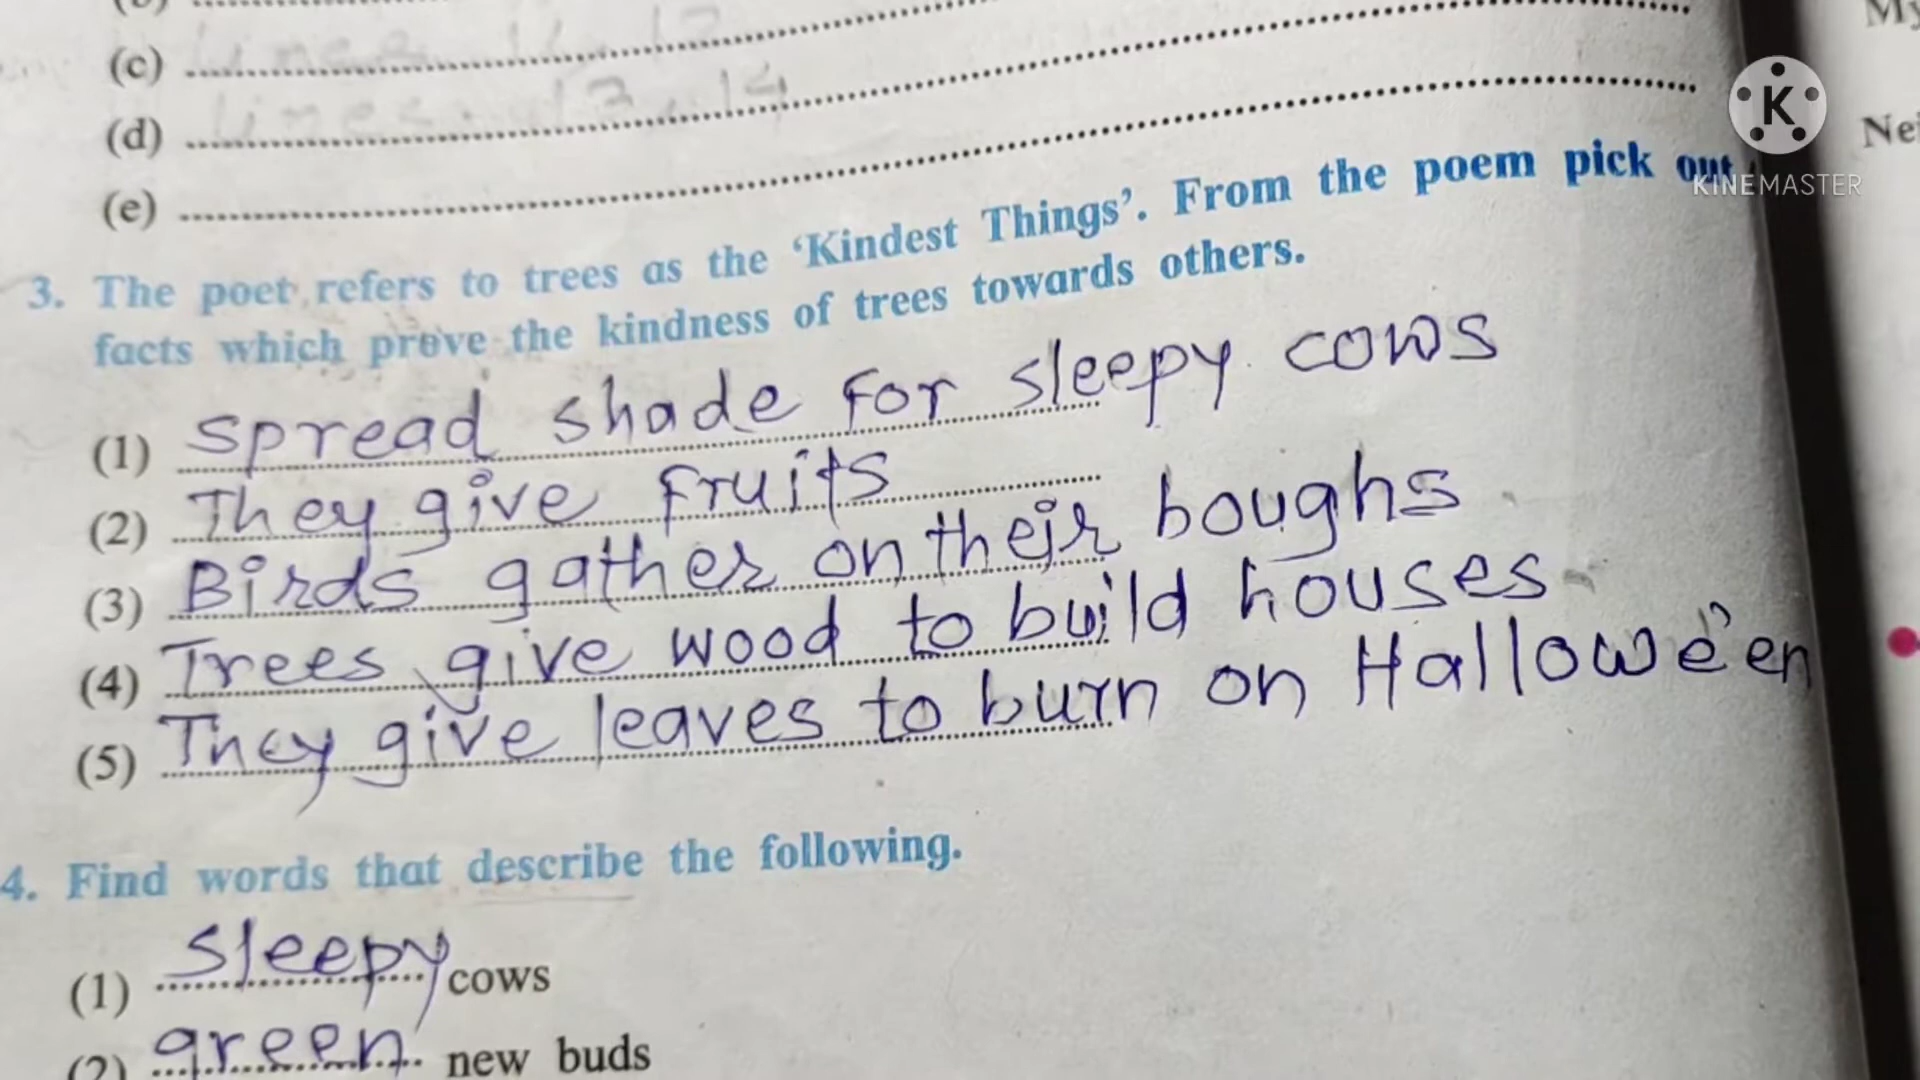 (c)
(d)
(e)
3. The poet refers to trees as the ‘Kindest Things’. From the poem pick out
facts which prove the kindness of trees towards others.
(1) spread shade for sleepy cows
(2) They give fruits
(3) Birds gather on their boughs
(4) Trees give wood to build houses
(5) They give leaves to burn on Hallowe'en
4. Find words that describe the following.
(1) sleepy cows
(2) green new buds
My
Nei
K
KINEMASTER